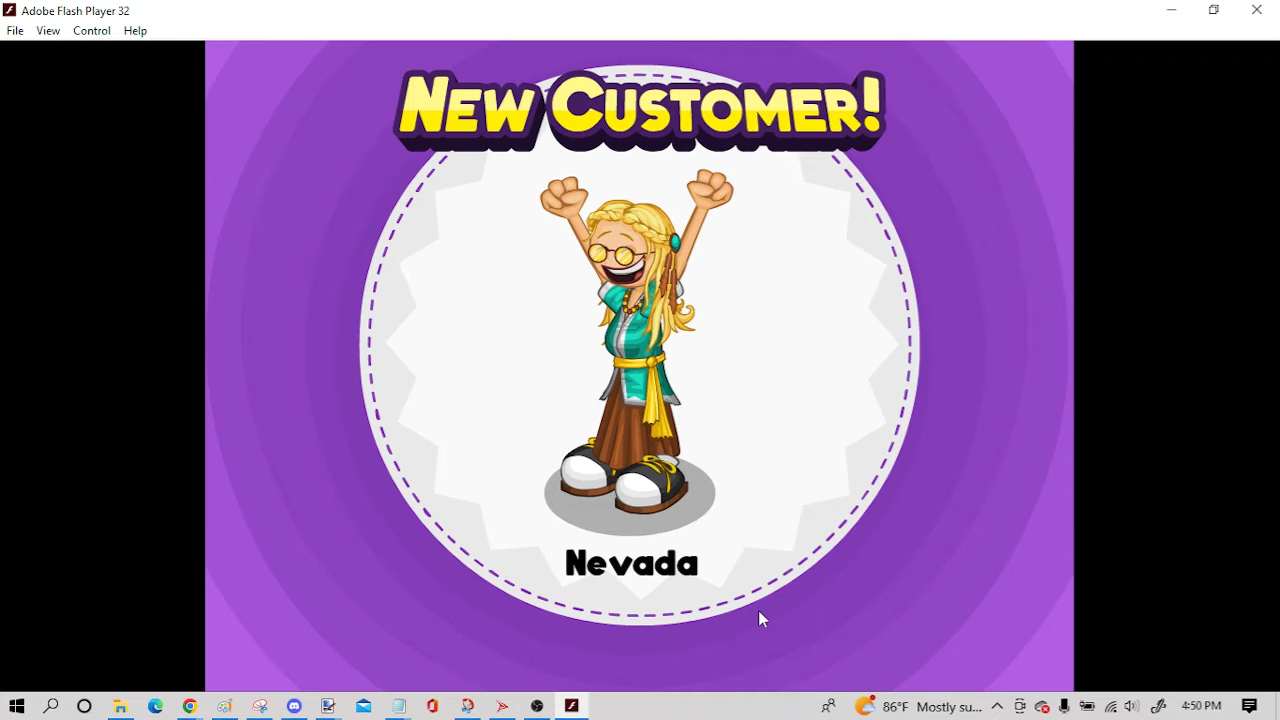 Adobe Flash Player 32
File View Control Help
New Customer!
Nevada
86°F Mostly su...
4:50 PM